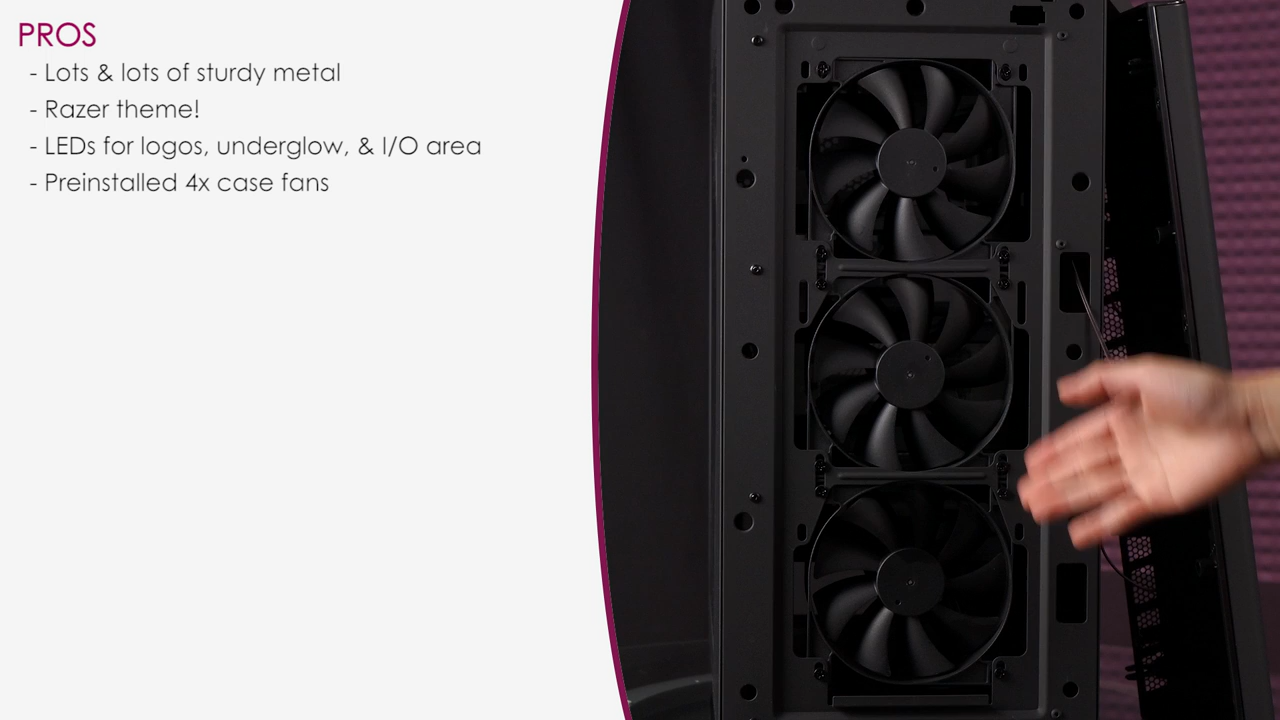 PROS
- Lots & lots of sturdy metal
- Razer theme!
- LEDs for logos, underglow, & I/O area
- Preinstalled 4x case fans